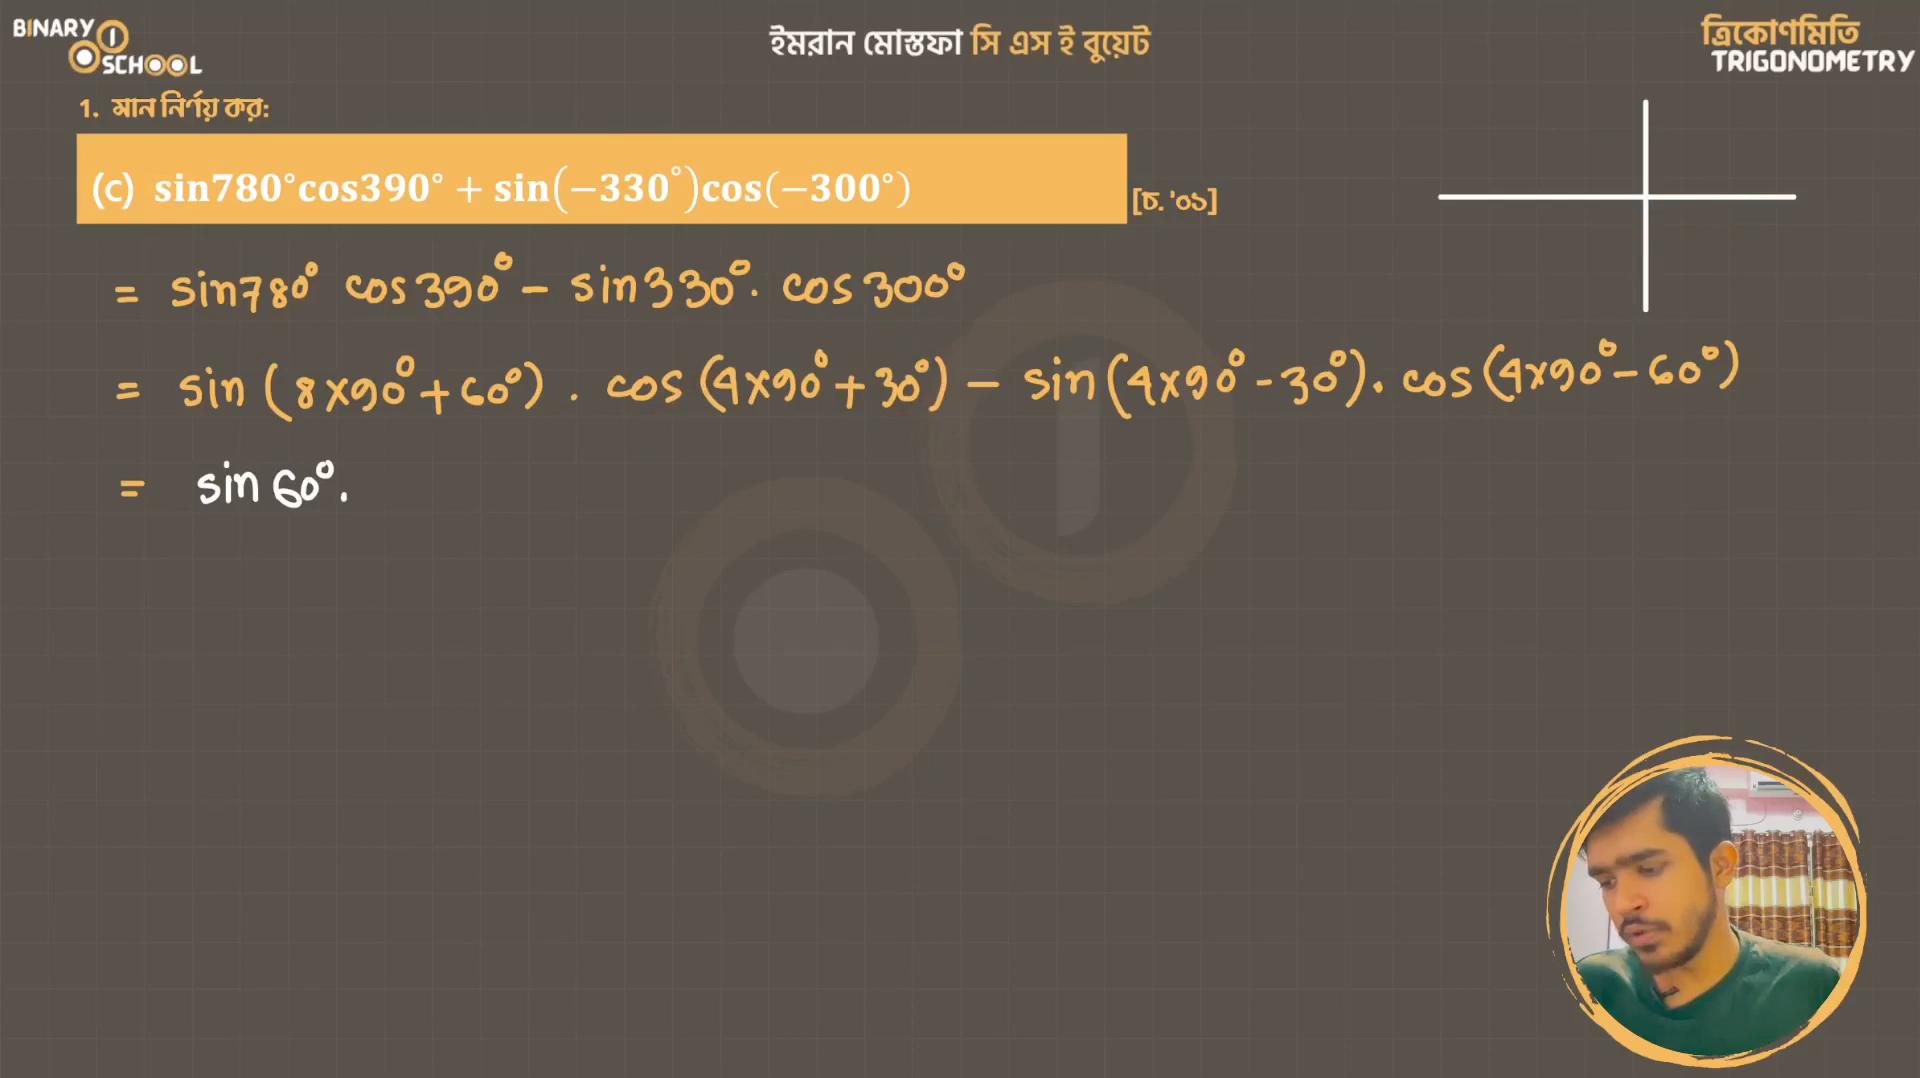 BINARY SCHOOL
ইমরান মোস্তফা সি এস ই বুয়েট
ত্রিকোণমিতি
TRIGONOMETRY
1. মান নির্ণয় কর:
(c) sin780°cos390° + sin(−330°)cos(−300°) [চ. '০১]
= sin780° cos390° - sin330°. cos300°
= sin (8×90°+60°) . cos (4×90°+30°) - sin (4×90°-30°). cos (4×90°-60°)
= sin 60°.